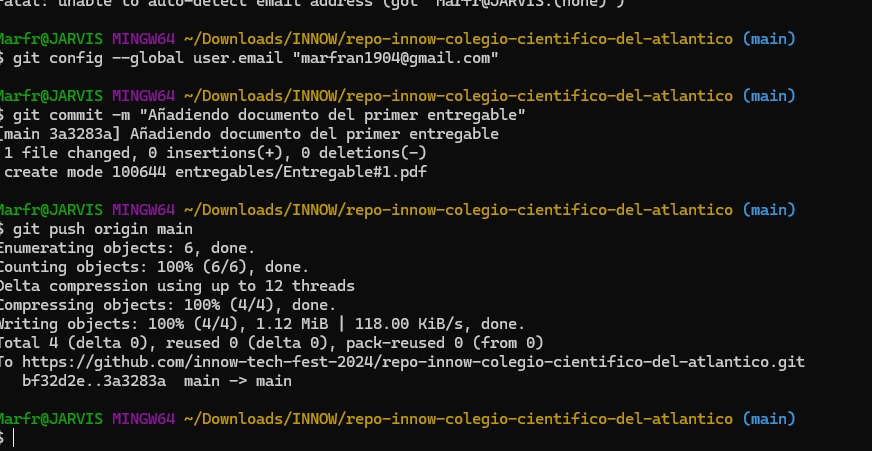 fatal: unable to auto-detect email address (got 'Marfr@JARVIS.(none)')
Marfr@JARVIS MINGW64 ~/Downloads/INNOW/repo-innow-colegio-cientifico-del-atlantico (main)
$ git config --global user.email "marfran1904@gmail.com"
Marfr@JARVIS MINGW64 ~/Downloads/INNOW/repo-innow-colegio-cientifico-del-atlantico (main)
$ git commit -m "Añadiendo documento del primer entregable"
[main 3a3283a] Añadiendo documento del primer entregable
1 file changed, 0 insertions(+), 0 deletions(-)
create mode 100644 entregables/Entregable#1.pdf
Marfr@JARVIS MINGW64 ~/Downloads/INNOW/repo-innow-colegio-cientifico-del-atlantico (main)
$ git push origin main
Enumerating objects: 6, done.
Counting objects: 100% (6/6), done.
Delta compression using up to 12 threads
Compressing objects: 100% (4/4), done.
Writing objects: 100% (4/4), 1.12 MiB | 118.00 KiB/s, done.
Total 4 (delta 0), reused 0 (delta 0), pack-reused 0 (from 0)
To https://github.com/innow-tech-fest-2024/repo-innow-colegio-cientifico-del-atlantico.git
bf32d2e..3a3283a  main -> main
Marfr@JARVIS MINGW64 ~/Downloads/INNOW/repo-innow-colegio-cientifico-del-atlantico (main)
$